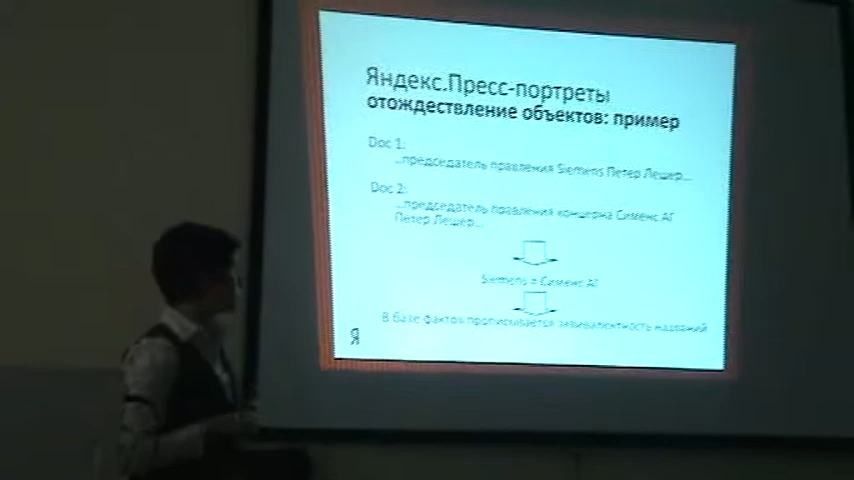 Яндекс.Пресс-портреты
отождествление объектов: пример
Doc 1:
...председатель правления Siemens Петер Лешер...
Doc 2:
...председатель правления концерна Сименс АГ
Петер Лешер...
Siemens = Сименс АГ
В базе фактов прописывается эквивалентность названий
Я